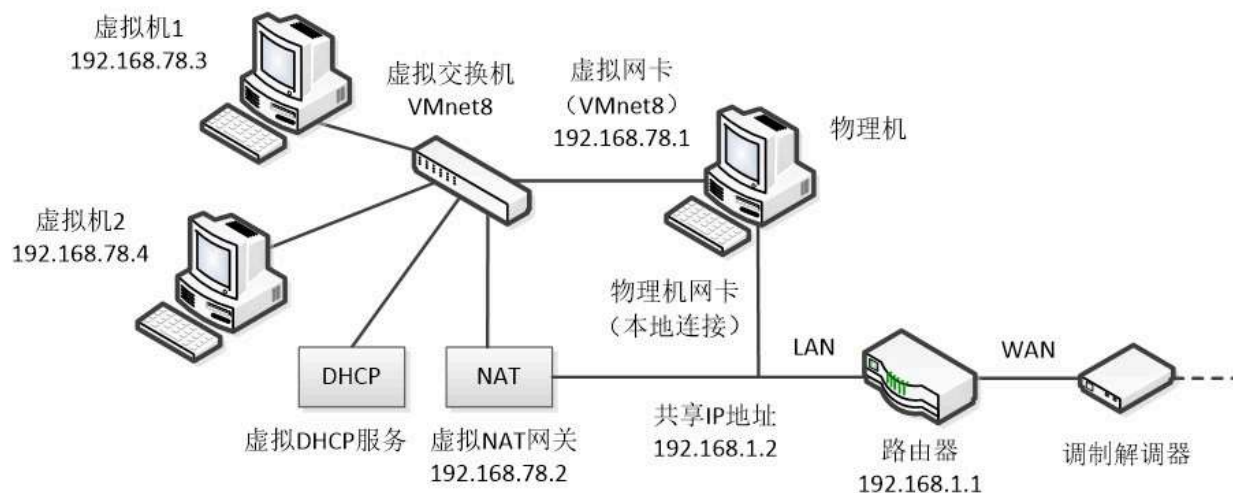 虚拟机1
192.168.78.3
虚拟交换机
VMnet8
虚拟网卡
（VMnet8）
192.168.78.1
物理机
虚拟机2
192.168.78.4
物理机网卡
（本地连接）
LAN
WAN
DHCP
NAT
虚拟DHCP服务
虚拟NAT网关
192.168.78.2
共享IP地址
192.168.1.2
路由器
192.168.1.1
调制解调器